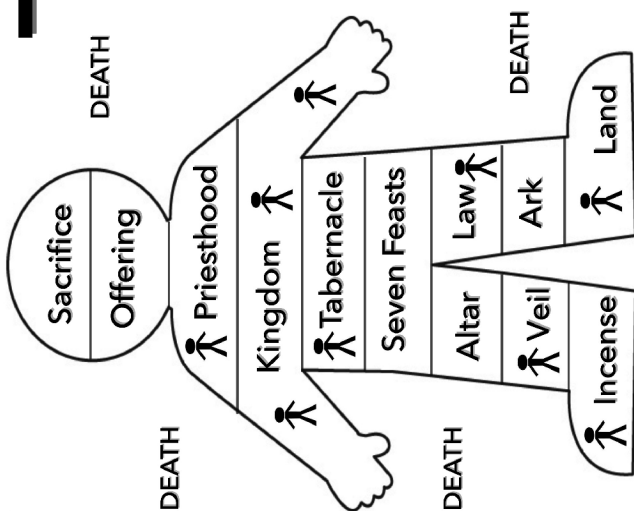 Sacrifice
DEATH
Offering
DEATH
Priesthood
Kingdom
Tabernacle
Seven Feasts
DEATH
Altar
Law
DEATH
Veil
Ark
Incense
Land